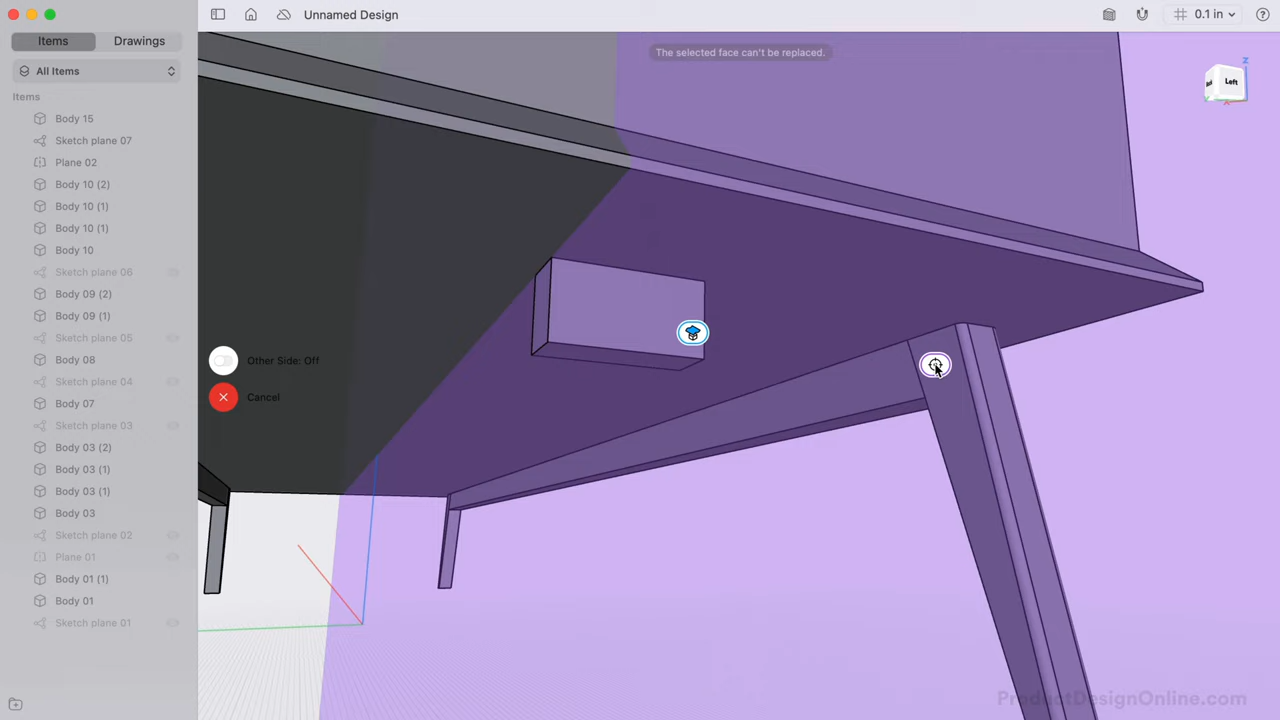 Unnamed Design
0.1 in
Items
Drawings
All Items
The selected face can't be replaced.
Left
Items
Body 15
Sketch plane 07
Plane 02
Body 10 (2)
Body 10 (1)
Body 10 (1)
Body 10
Sketch plane 06
Body 09 (2)
Body 09 (1)
Sketch plane 05
Body 08
Sketch plane 04
Body 07
Sketch plane 03
Body 03 (2)
Body 03 (1)
Body 03 (1)
Body 03
Sketch plane 02
Plane 01
Body 01 (1)
Body 01
Sketch plane 01
Other Side: Off
Cancel
Z
ProductDesignOnline.com